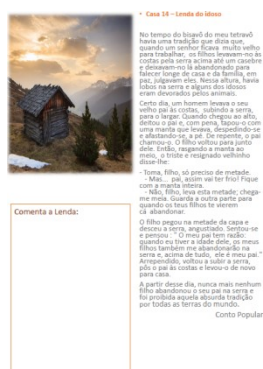 • Casa 14 – Lenda do idoso
No tempo do bisavô do meu tetravô
havia uma tradição que dizia que,
quando um senhor ficava muito velho
para trabalhar, os filhos levavam-no às
costas pela serra acima até um casebre
e deixavam-no lá abandonado para
falecer longe de casa e da família, em
paz, julgavam eles. Nessa altura, havia
lobos na serra e alguns dos idosos
eram devorados pelos animais.
Certo dia, um homem levava o seu
velho pai às costas, subindo a serra,
para o largar. Quando chegou ao alto,
deitou o pai e, com pena, tapou-o com
uma manta que levava, despedindo-se
e afastando-se, a pé. De repente, o pai
chamou-o. O filho voltou para junto
dele. Então, rasgando a manta ao
meio, o triste e resignado velhinho
disse-lhe:
- Toma, filho, só preciso de metade.
- Mas... pai, assim vai ter frio! Fique
com a manta inteira.
- Não, filho, leva esta metade; chega-
me meia. Guarda a outra parte para
quando os teus filhos te vierem
cá abandonar.
O filho pegou na metade da capa e
desceu a serra, angustiado. Sentou-se
e pensou: " O meu pai tem razão:
quando eu tiver a idade dele, os meus
filhos também me abandonarão na
serra e, acima de tudo, ele é meu pai."
Arrependido, voltou a subir a serra,
pôs o pai às costas e levou-o de novo
para casa.
A partir desse dia, nunca mais nenhum
filho abandonou o seu pai na serra e
foi proibida aquela absurda tradição
por todas as terras do mundo.
Conto Popular
Comenta a Lenda: